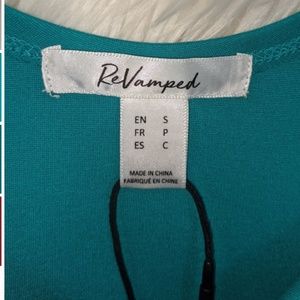 ReVamped
EN S
FR P
ES C
MADE IN CHINA
FABRIQUÉ EN CHINE